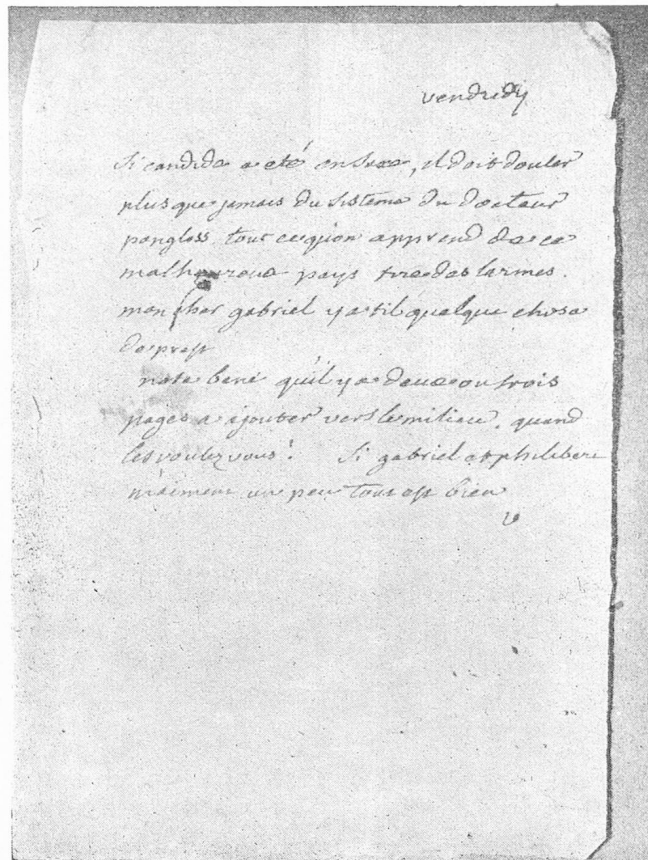 vendredy
Si candide a eté en saxe, il doit douter
plus que jamais du sisteme du docteur
pangloss. tout ce qu'on apprend de ce
malheureux pays tire des larmes.
mon cher gabriel y a til quelque chose
de prest
nota bene qu'il y a deux ou trois
pages a ajouter vers le milieu. quand
les voulez vous? Si gabriel et philibert
m'aiment un peu tout est bien
V